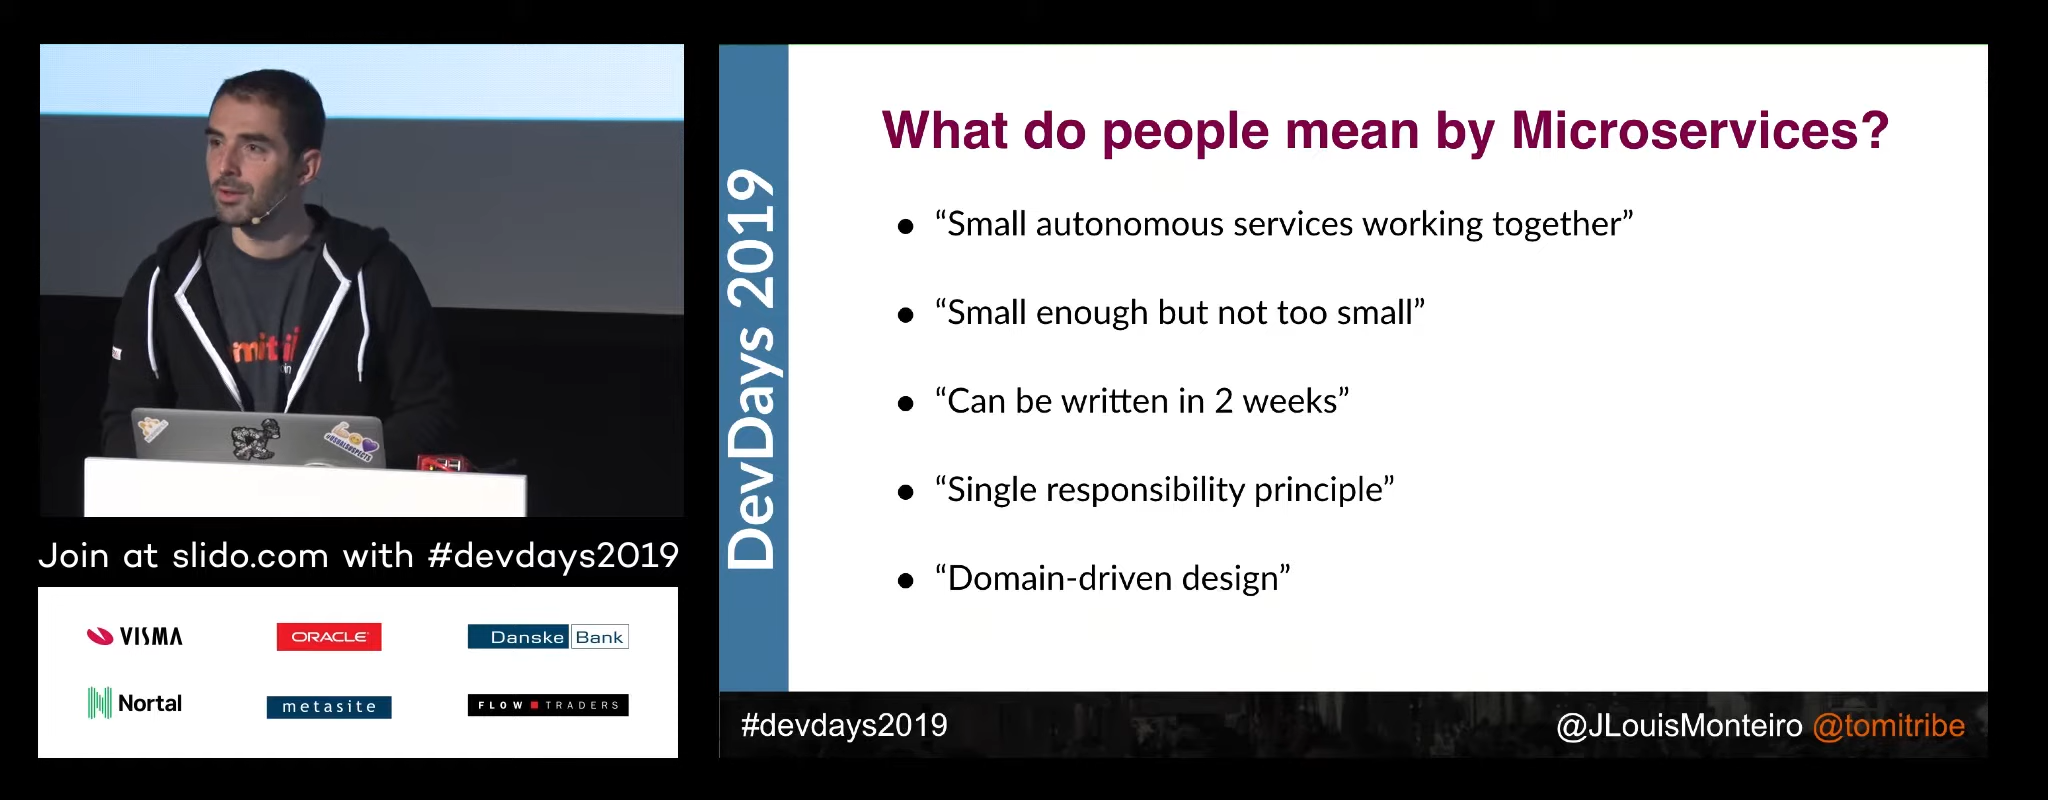 What do people mean by Microservices?
● “Small autonomous services working together”
● “Small enough but not too small”
● “Can be written in 2 weeks”
● “Single responsibility principle”
● “Domain-driven design”
DevDays 2019
#devdays2019
@JLouisMonteiro @tomitribe
Join at slido.com with #devdays2019
VISMA
ORACLE
Danske Bank
Nortal
metasite
FLOW TRADERS